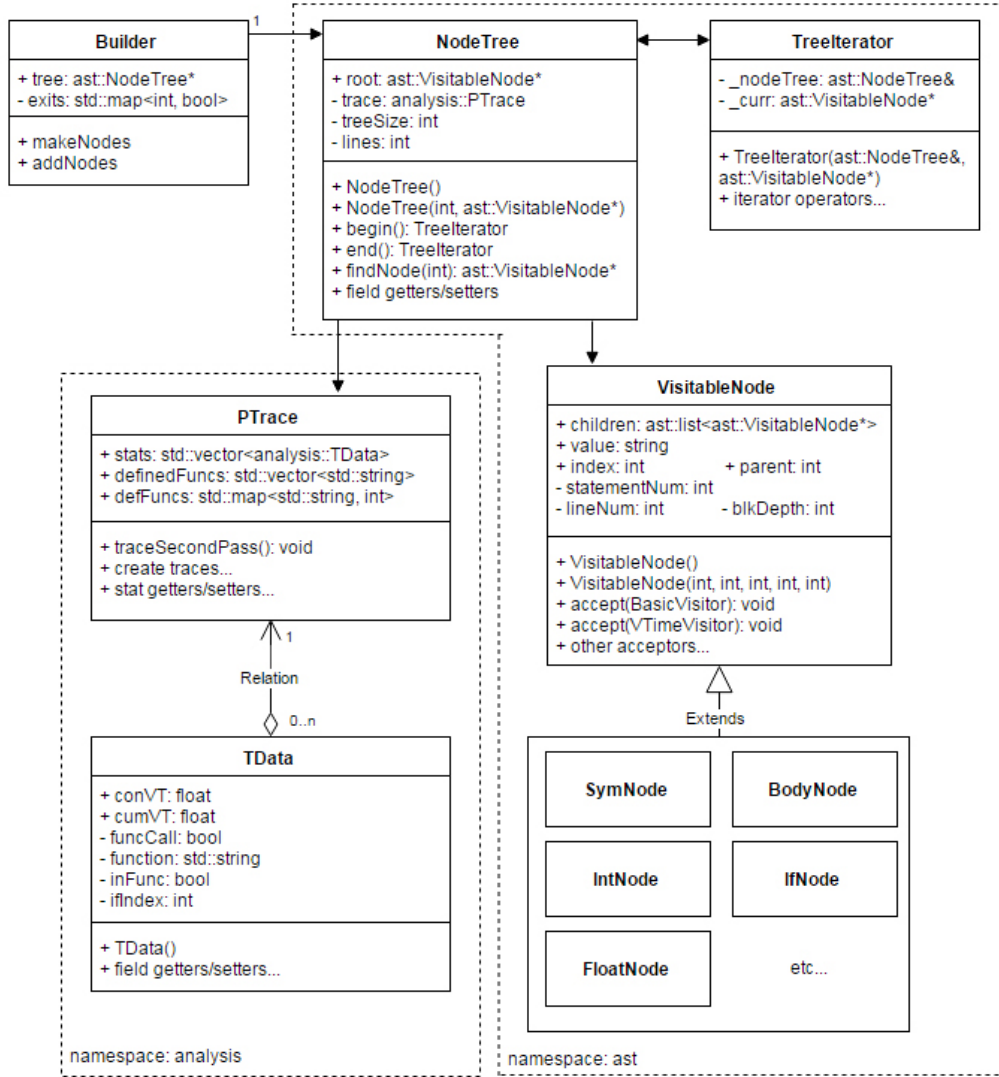 Builder
+ tree: ast::NodeTree*
- exits: std::map<int, bool>
+ makeNodes
+ addNodes
1
NodeTree
+ root: ast::VisitableNode*
- trace: analysis::PTrace
- treeSize: int
- lines: int
+ NodeTree()
+ NodeTree(int, ast::VisitableNode*)
+ begin(): TreeIterator
+ end(): TreeIterator
+ findNode(int): ast::VisitableNode*
+ field getters/setters
TreeIterator
- _nodeTree: ast::NodeTree&
- _curr: ast::VisitableNode*
+ TreeIterator(ast::NodeTree&,
ast::VisitableNode*)
+ iterator operators...
PTrace
+ stats: std::vector<analysis::TData>
+ definedFuncs: std::vector<std::string>
+ defFuncs: std::map<std::string, int>
+ traceSecondPass(): void
+ create traces...
+ stat getters/setters...
1
Relation
0..n
TData
+ conVT: float
+ cumVT: float
- funcCall: bool
- function: std::string
- inFunc: bool
- ifIndex: int
+ TData()
+ field getters/setters...
namespace: analysis
VisitableNode
+ children: ast::list<ast::VisitableNode*>
+ value: string
+ index: int + parent: int
- statementNum: int
- lineNum: int - blkDepth: int
+ VisitableNode()
+ VisitableNode(int, int, int, int, int)
+ accept(BasicVisitor): void
+ accept(VTimeVisitor): void
+ other acceptors...
Extends
SymNode
BodyNode
IntNode
IfNode
FloatNode
etc...
namespace: ast